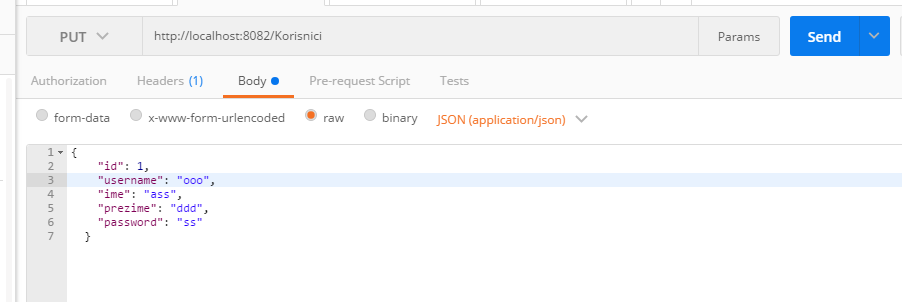 PUT http://localhost:8082/Korisnici Params Send
Authorization Headers (1) Body Pre-request Script Tests
form-data x-www-form-urlencoded raw binary JSON (application/json)
1 {
2 "id": 1,
3 "username": "ooo",
4 "ime": "ass",
5 "prezime": "ddd",
6 "password": "ss"
7 }